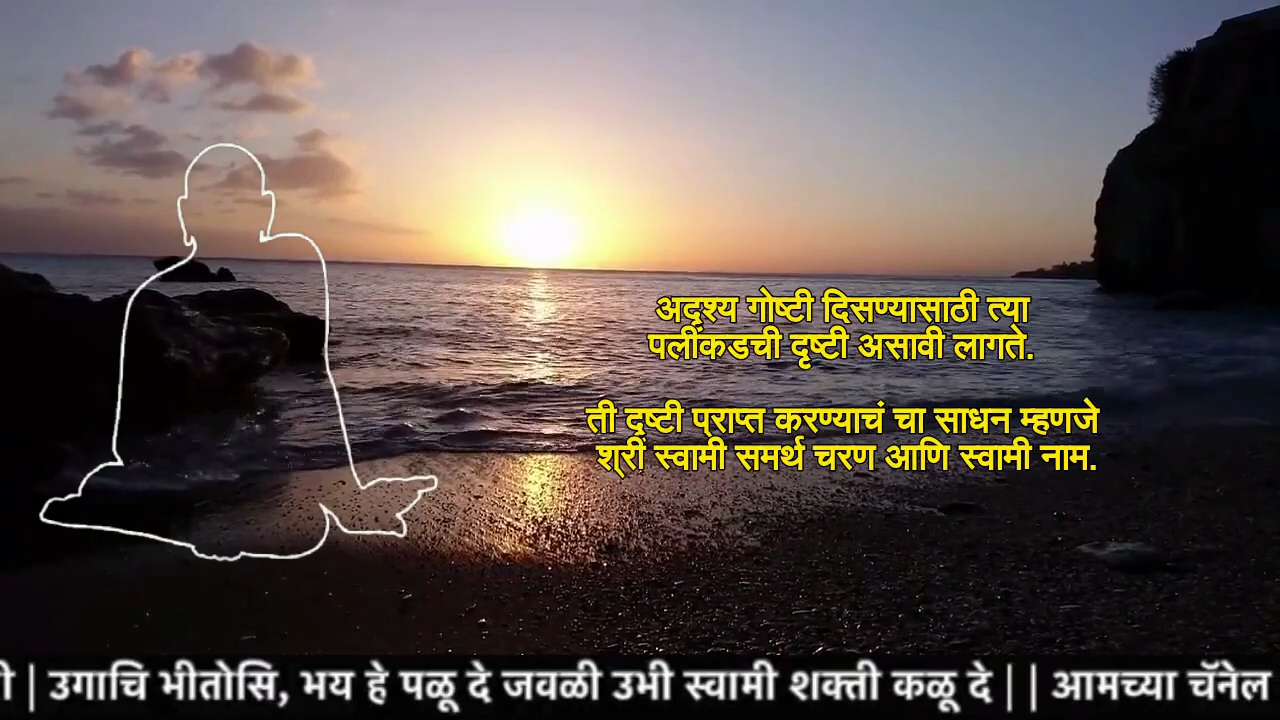 अदृश्य गोष्टी दिसण्यासाठी त्या
पलींकडची दृष्टी असावी लागते.
ती दृष्टी प्राप्त करण्याचं चा साधन म्हणजे
श्री स्वामी समर्थ चरण आणि स्वामी नाम.
ी | उगाचि भीतोसि, भय हे पळू दे जवळी उभी स्वामी शक्ती कळू दे | | आमच्या चॅनेल